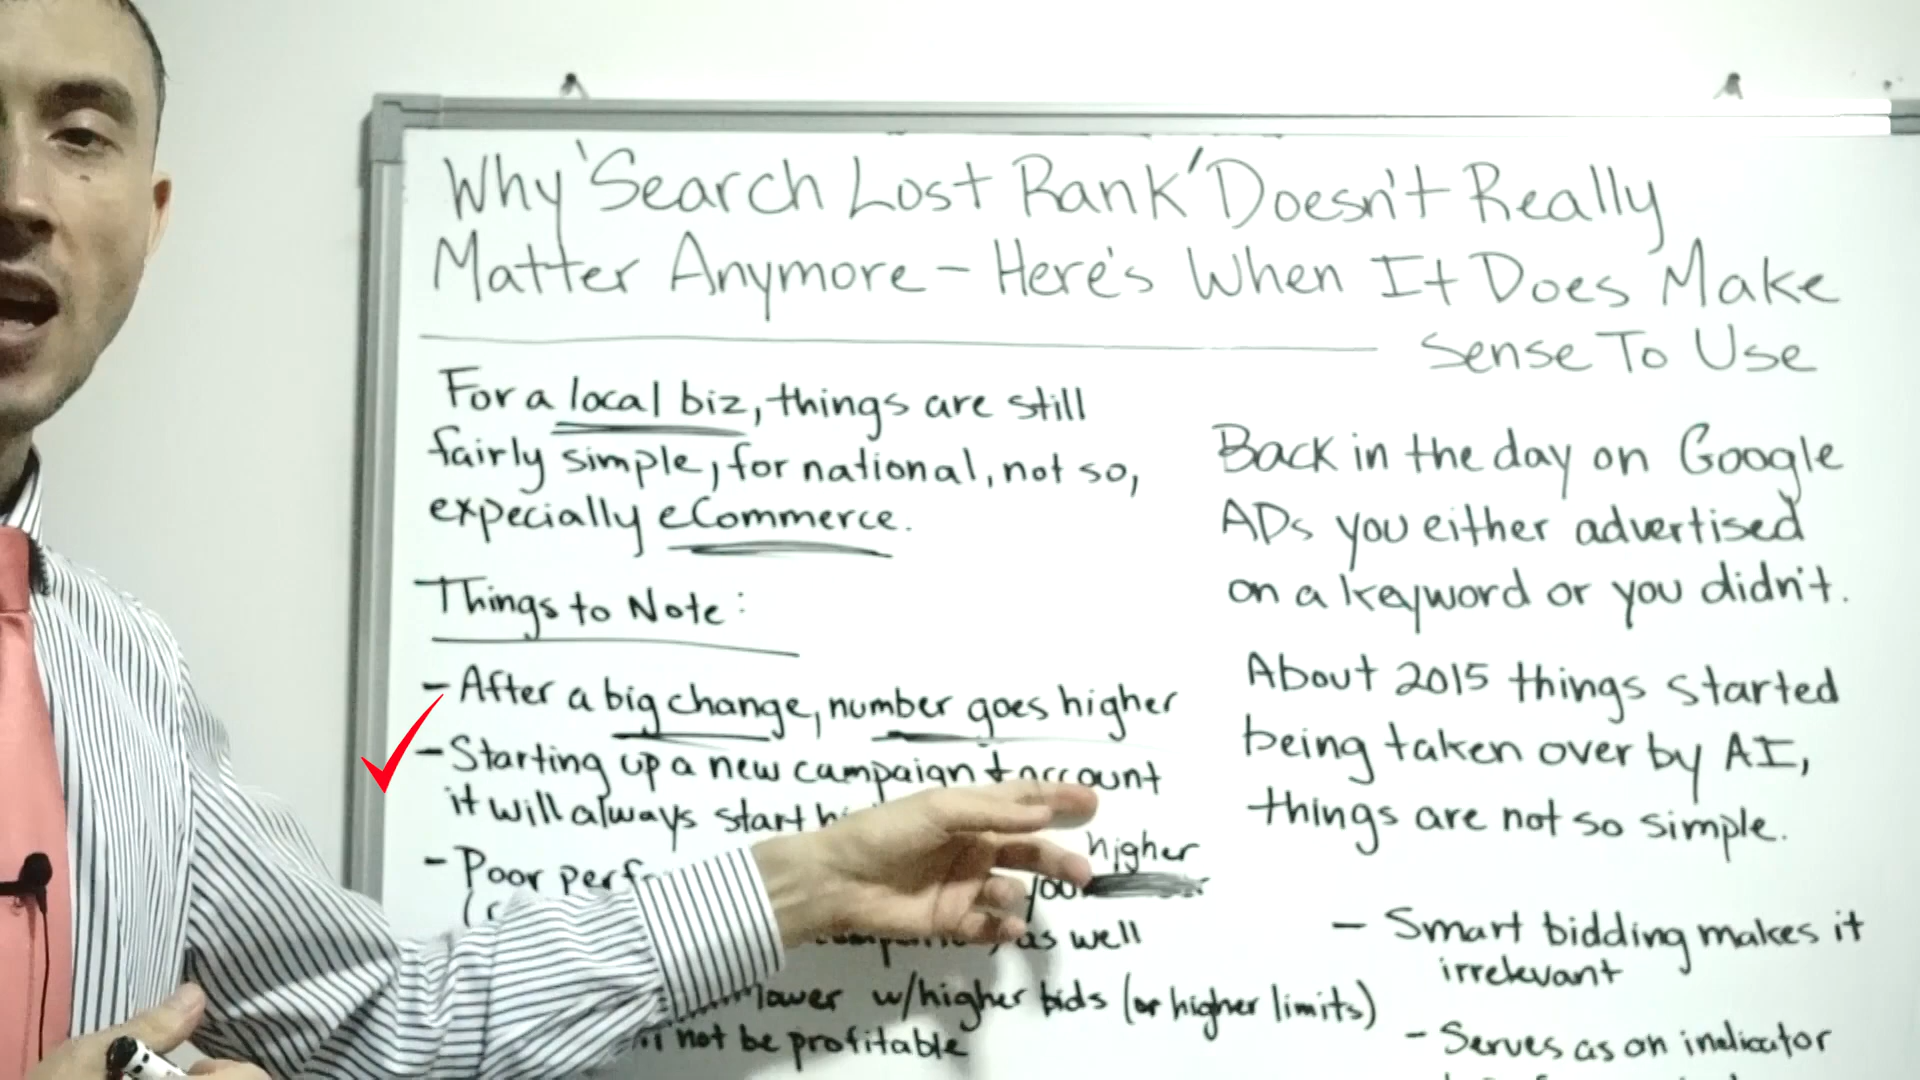 Why 'Search Lost Rank' Doesn't Really
Matter Anymore - Here's When It Does Make
Sense To Use
For a local biz, things are still
fairly simple, for national, not so,
expecially eCommerce.
Things to Note:
- After a big change, number goes higher
- Starting up a new campaign + account
it will always start
- Poor
higher
you
as well
lower w/higher bids (or higher limits)
not be profitable
Back in the day on Google
ADs you either advertised
on a keyword or you didn't.
About 2015 things started
being taken over by AI,
things are not so simple.
- Smart bidding makes it
irrelevant
- Serves as an indicator